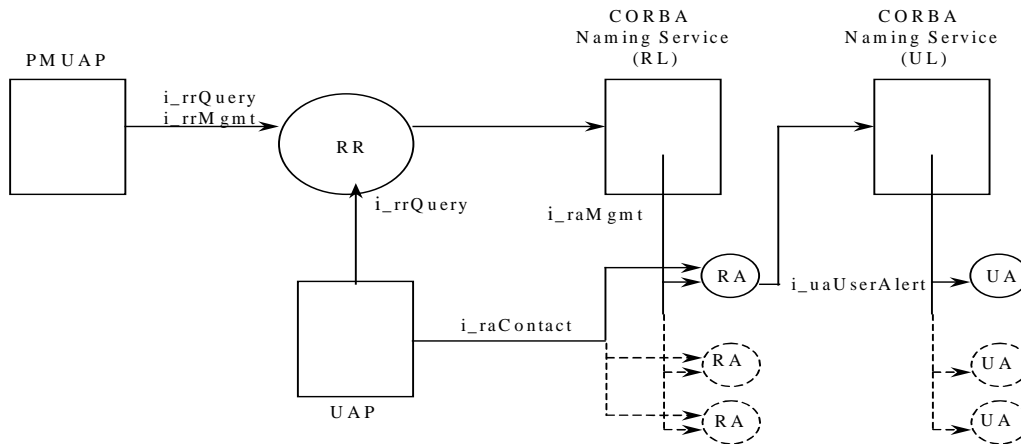 CORBA
Naming Service
(RL)
CORBA
Naming Service
(UL)
PMUAP
i_rrQuery
i_rrMgmt
RR
i_rrQuery
i_raMgmt
RA
i_uaUserAlert
UA
i_raContact
RA
UA
UAP
RA
UA